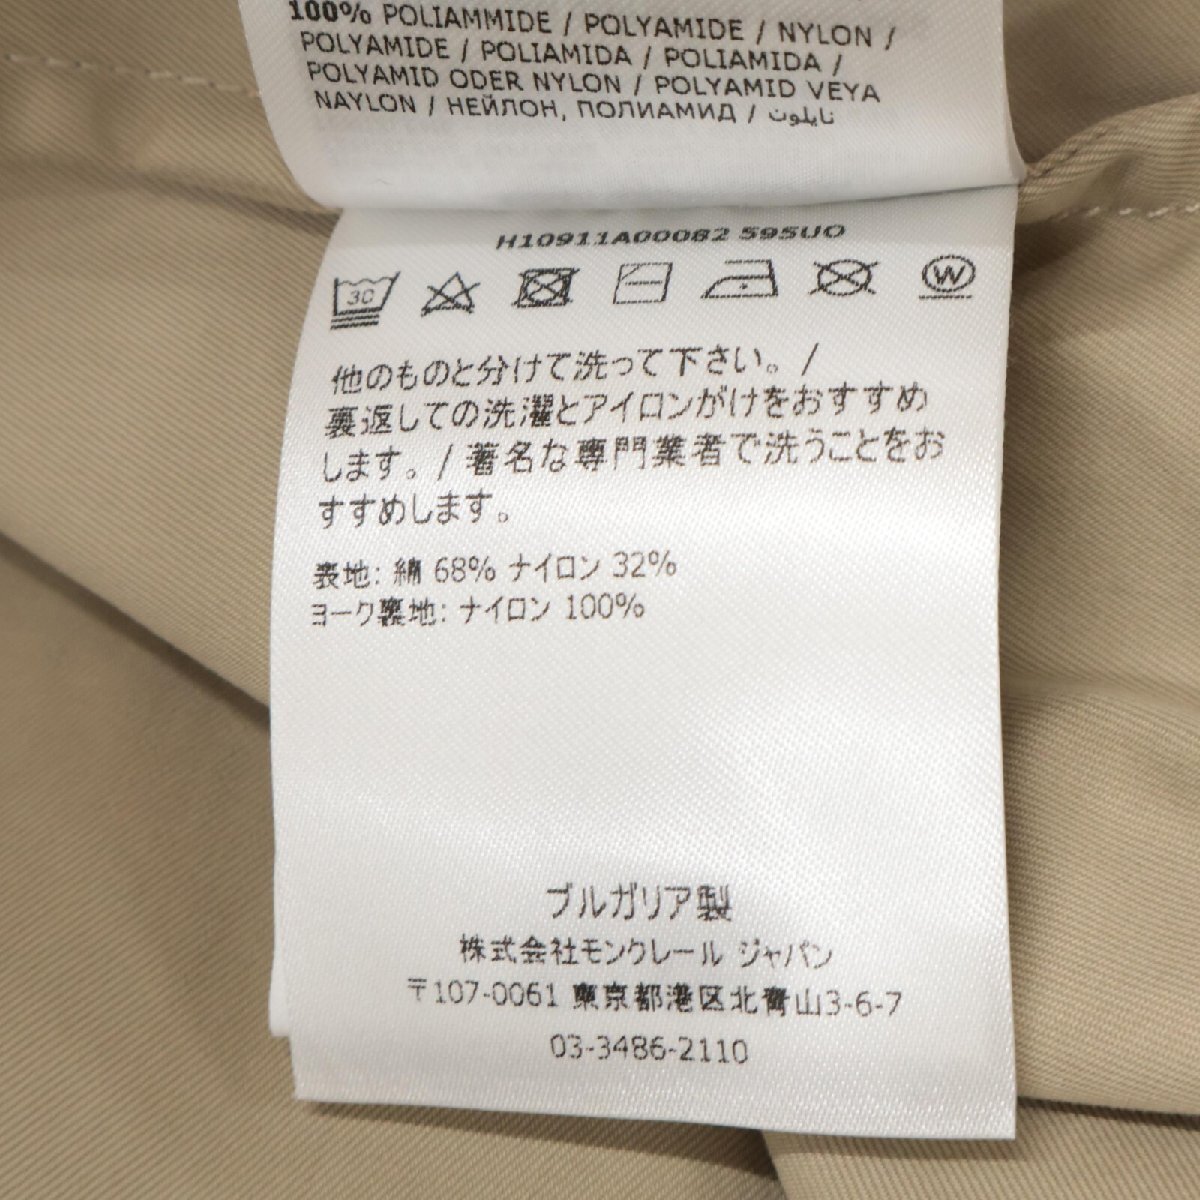 100% POLIAMMIDE / POLYAMIDE / NYLON /
POLYAMIDE / POLIAMIDA / POLIAMIDA /
POLYAMID ODER NYLON / POLYAMID VEYA
NAYLON / НЕЙЛОН, ПОЛИАМИД / نايلون
H10911A00082 595UO
30
W
他のものと分けて洗って下さい。/
裏返しての洗濯とアイロンがけをおすすめ
します。/ 著名な専門業者で洗うことをお
すすめします。
表地: 綿 68% ナイロン 32%
ヨーク裏地: ナイロン 100%
ブルガリア製
株式会社モンクレール ジャパン
〒107-0061 東京都港区北青山3-6-7
03-3486-2110